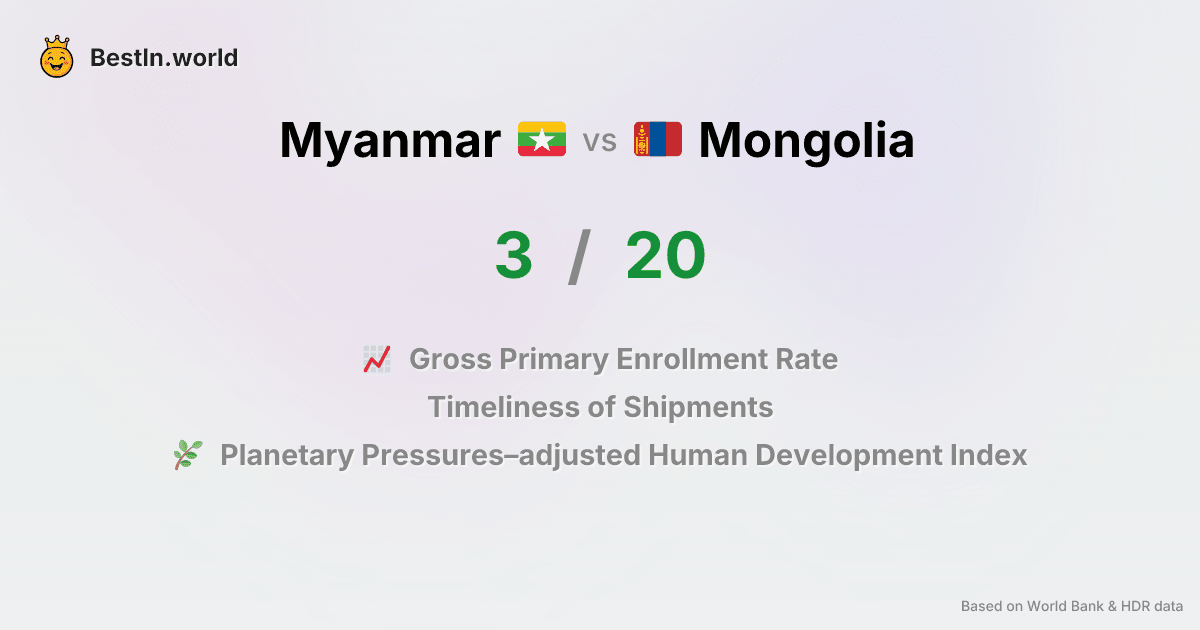 BestIn.world
Myanmar vs Mongolia
3 / 20
Gross Primary Enrollment Rate
Timeliness of Shipments
Planetary Pressures–adjusted Human Development Index
Based on World Bank & HDR data